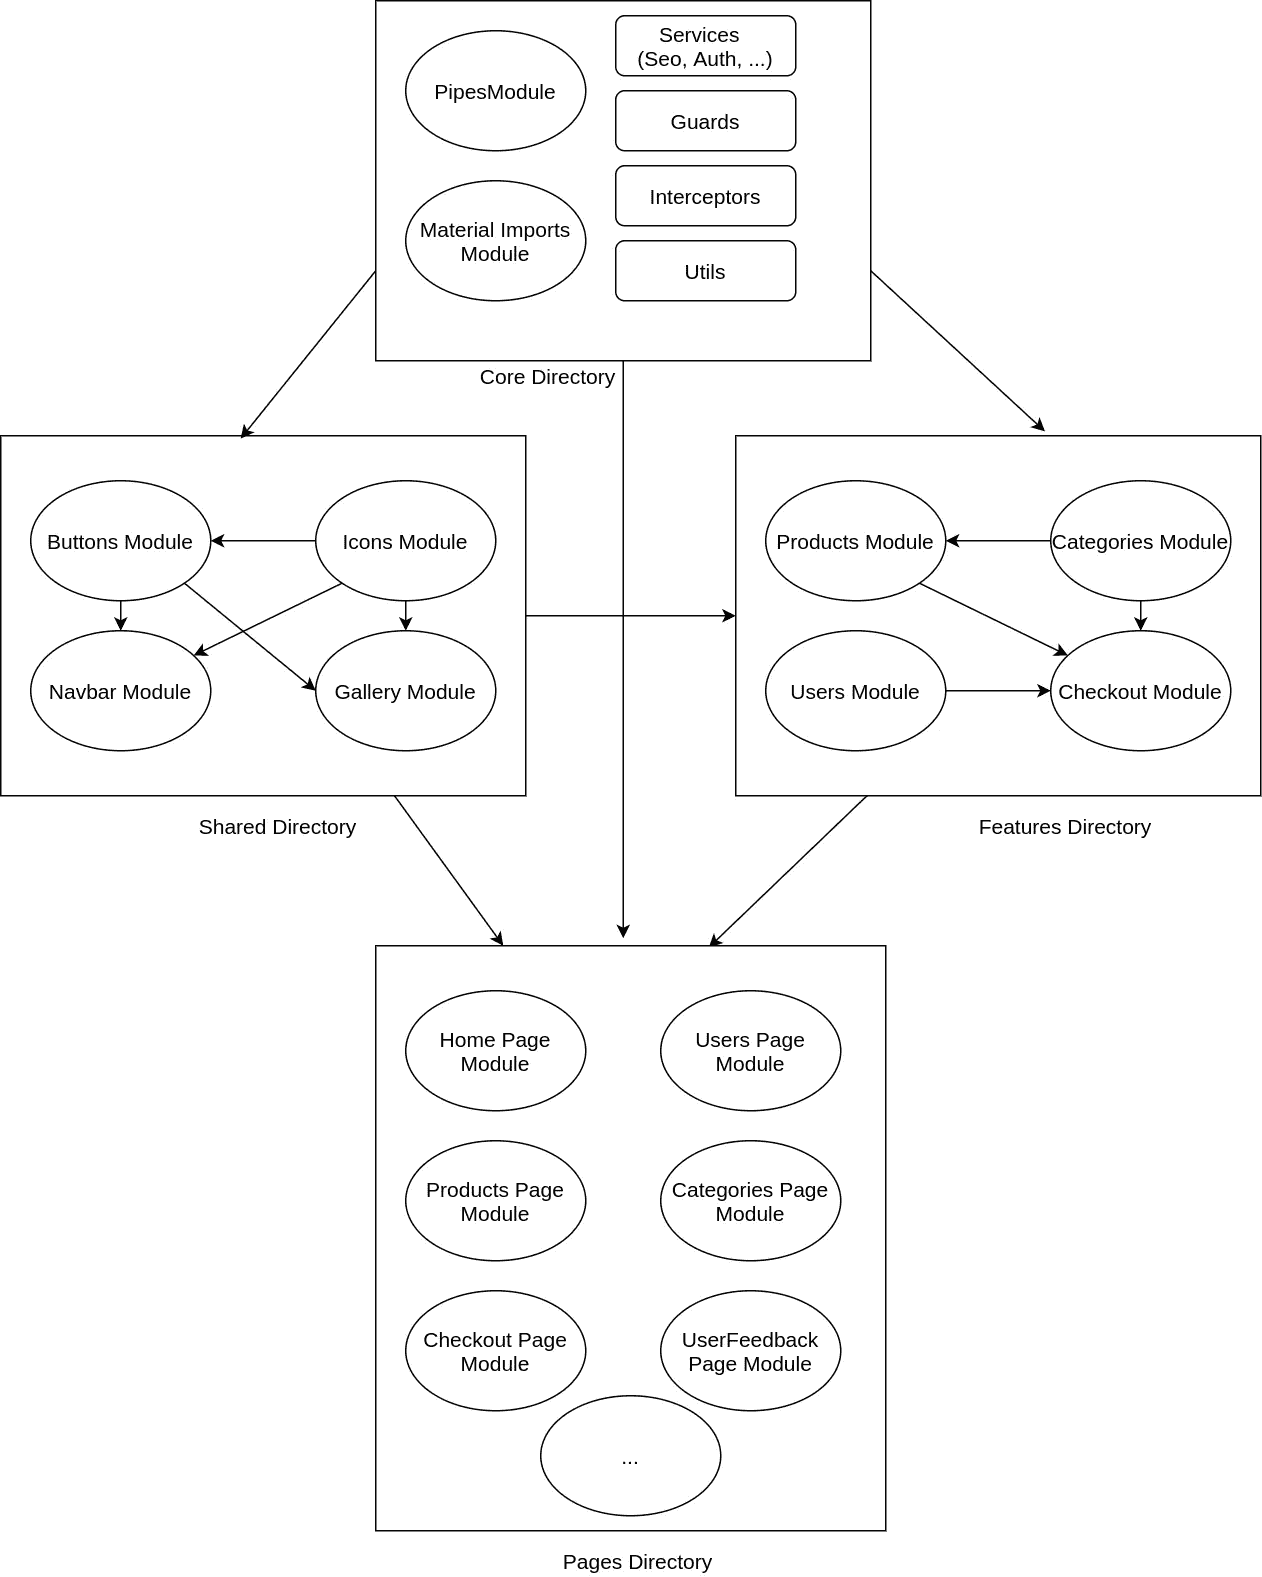 PipesModule
Services
(Seo, Auth, ...)
Guards
Interceptors
Material Imports
Module
Utils
Core Directory
Buttons Module
Icons Module
Navbar Module
Gallery Module
Shared Directory
Products Module
Categories Module
Users Module
Checkout Module
Features Directory
Home Page
Module
Users Page
Module
Products Page
Module
Categories Page
Module
Checkout Page
Module
UserFeedback
Page Module
...
Pages Directory